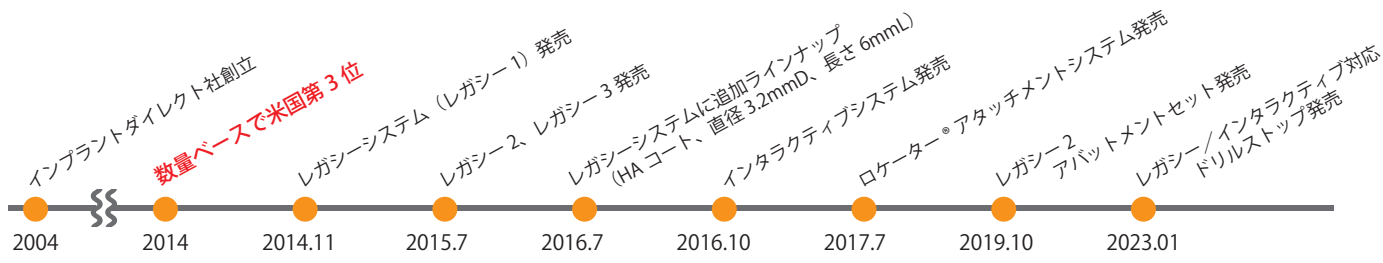 インプラントダイレクト社創立
数量ベースで米国第3位
レガシーシステム（レガシー1）発売
レガシー2、レガシー3発売
レガシーシステムに追加ラインナップ
（HAコート、直径3.2mmD、長さ6mmL）
インタラクティブシステム発売
ロケーター®アタッチメントシステム発売
レガシー2
アバットメントセット発売
レガシー／インタラクティブ対応
ドリルストップ発売
2004
2014
2014.11
2015.7
2016.7
2016.10
2017.7
2019.10
2023.01